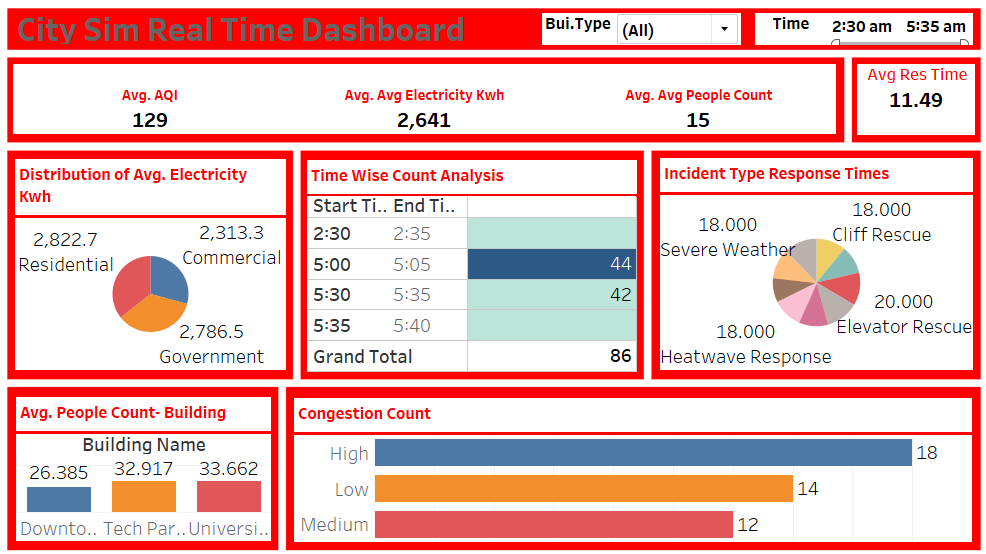 City Sim Real Time Dashboard
Bui.Type
(All)
Time
2:30 am 5:35 am
Avg. AQI
129
Avg. Avg Electricity Kwh
2,641
Avg. Avg People Count
15
Avg Res Time
11.49
Distribution of Avg. Electricity
Kwh
2,822.7
Residential
2,313.3
Commercial
2,786.5
Government
Time Wise Count Analysis
Start Ti.. End Ti..
2:30 2:35
5:00 5:05 44
5:30 5:35 42
5:35 5:40
Grand Total 86
Incident Type Response Times
18.000
Severe Weather
18.000
Cliff Rescue
20.000
Elevator Rescue
18.000
Heatwave Response
Avg. People Count- Building
Building Name
26.385 32.917 33.662
Downto.. Tech Par.. Universi..
Congestion Count
High 18
Low 14
Medium 12